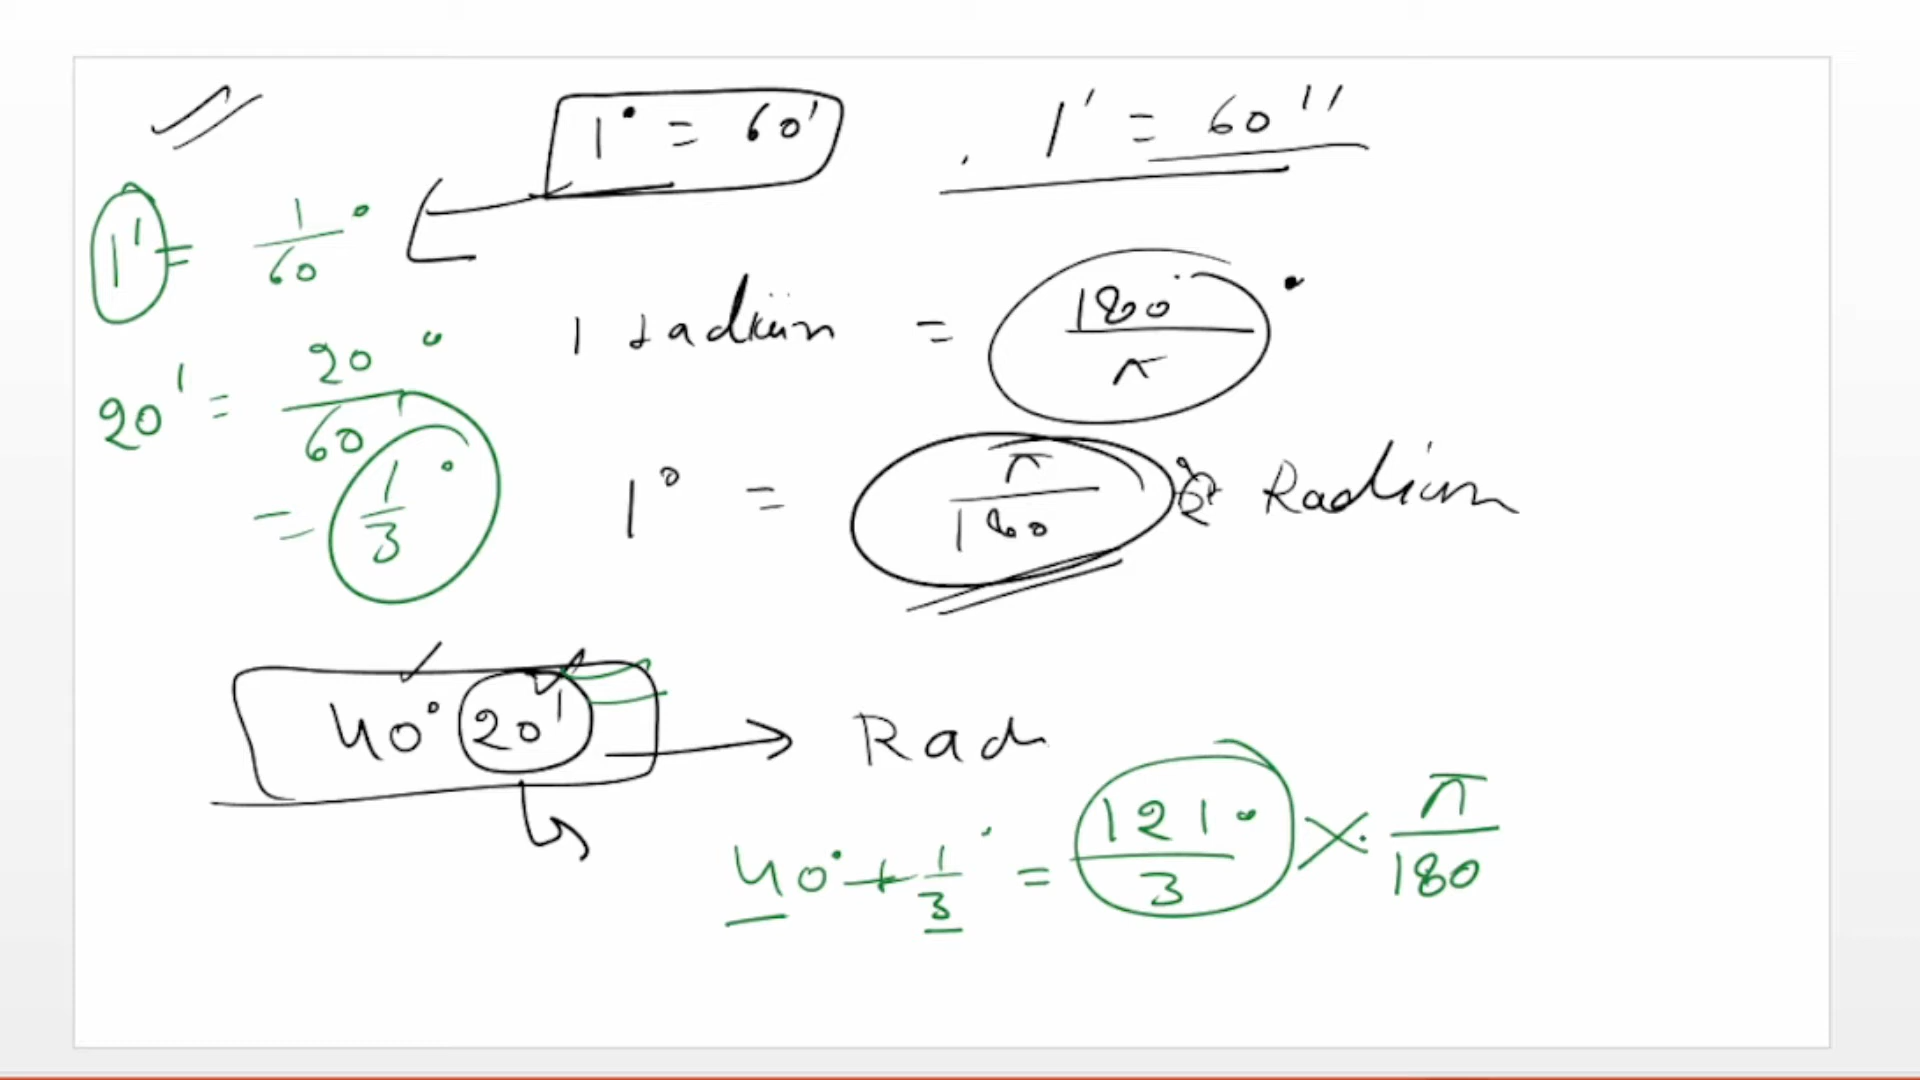 1° = 60'
1' = 60''
1' = 1/60 °
1 radian = 180°/π °
20' = 20/60 °
= 1/3 °
1° = π/180 Radian
40° 20' → Rad
40° + 1/3 ° = 121/3 ° × π/180